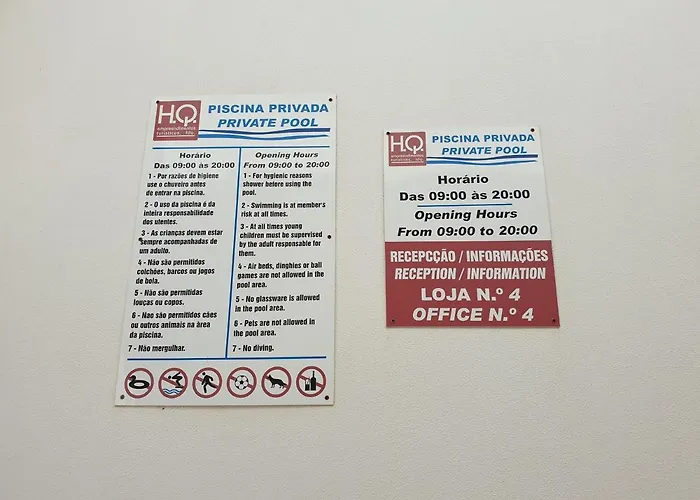 H.Q.
empreendimentos
turísticos, lda.
PISCINA PRIVADA
PRIVATE POOL
Horário
Das 09:00 às 20:00
1 - Por razões de higiene
use o chuveiro antes
de entrar na piscina.
2 - O uso da piscina é da
inteira responsabilidade
dos utentes.
3 - As crianças devem estar
sempre acompanhadas de
um adulto.
4 - Não são permitidos
colchões, barcos ou jogos
de bola.
5 - Não são permitidas
louças ou copos.
6 - Nao são permitidos cães
ou outros animais na área
da piscina.
7 - Não mergulhar.
Opening Hours
From 09:00 to 20:00
1 - For hygienic reasons
shower before using the
pool.
2 - Swimming is at member's
risk at all times.
3 - At all times young
children must be supervised
by the adult responsable for
them.
4 - Air beds, dinghies or ball
games are not allowed in the
pool area.
5 - No glassware is allowed
in the pool area.
6 - Pets are not allowed in
the pool area.
7 - No diving.
H.Q.
empreendimentos
turísticos, lda.
PISCINA PRIVADA
PRIVATE POOL
Horário
Das 09:00 às 20:00
Opening Hours
From 09:00 to 20:00
RECEPCÇÃO / INFORMAÇÕES
RECEPTION / INFORMATION
LOJA N.º 4
OFFICE N.º 4